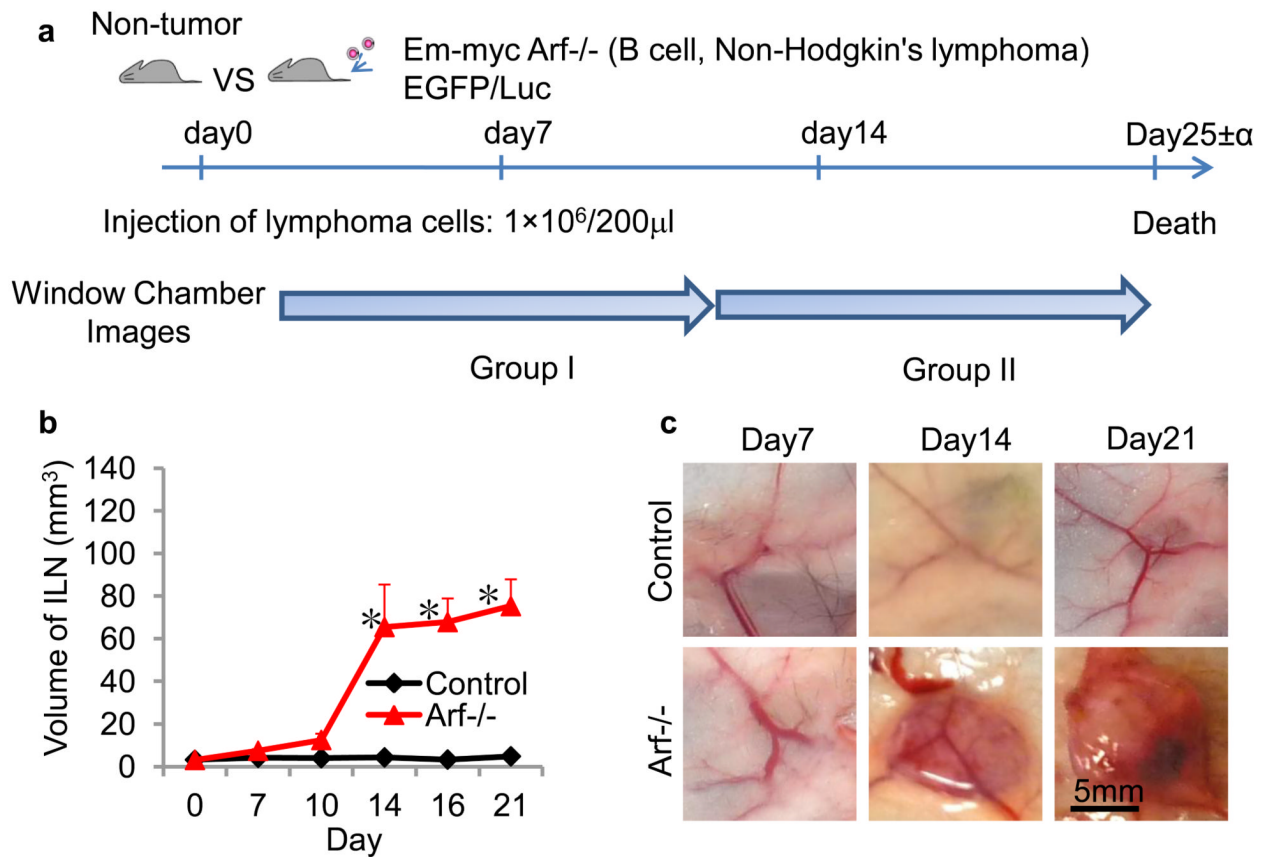 a
Non-tumor
VS
Em-myc Arf-/- (B cell, Non-Hodgkin's lymphoma)
EGFP/Luc
day0 day7 day14 Day25±α
Injection of lymphoma cells: 1×10⁶/200μl Death
Window Chamber
Images
Group I Group II
b
Volume of ILN (mm³)
140
120
100
80
60
40
20
0
* * *
Control
Arf-/-
0 7 10 14 16 21
Day
c
Day7 Day14 Day21
Control
Arf-/-
5mm